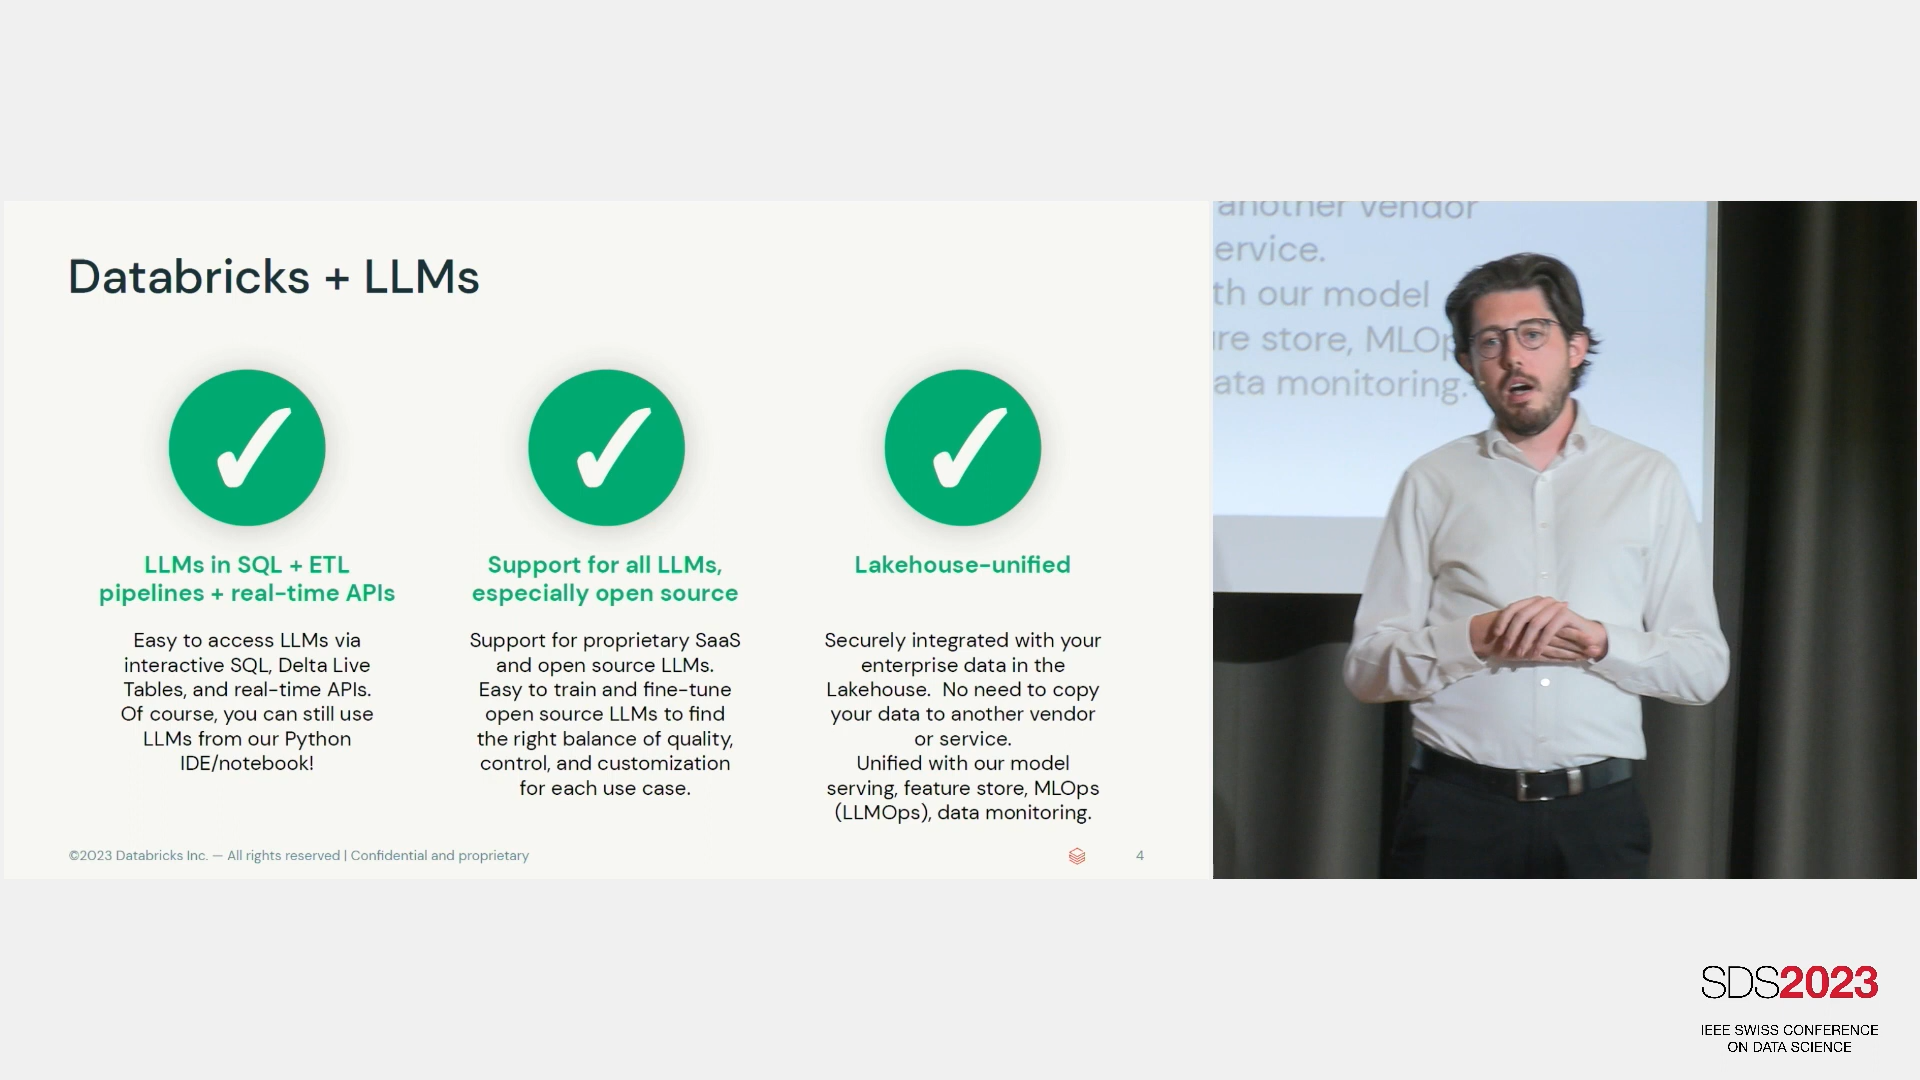 Databricks + LLMs
LLMs in SQL + ETL
pipelines + real-time APIs
Easy to access LLMs via
interactive SQL, Delta Live
Tables, and real-time APIs.
Of course, you can still use
LLMs from our Python
IDE/notebook!
Support for all LLMs,
especially open source
Support for proprietary SaaS
and open source LLMs.
Easy to train and fine-tune
open source LLMs to find
the right balance of quality,
control, and customization
for each use case.
Lakehouse-unified
Securely integrated with your
enterprise data in the
Lakehouse.  No need to copy
your data to another vendor
or service.
Unified with our model
serving, feature store, MLOps
(LLMOps), data monitoring.
©2023 Databricks Inc. — All rights reserved | Confidential and proprietary
4
another vendor
ervice.
th our model
re store, MLOp
ata monitoring.
SDS2023
IEEE SWISS CONFERENCE
ON DATA SCIENCE